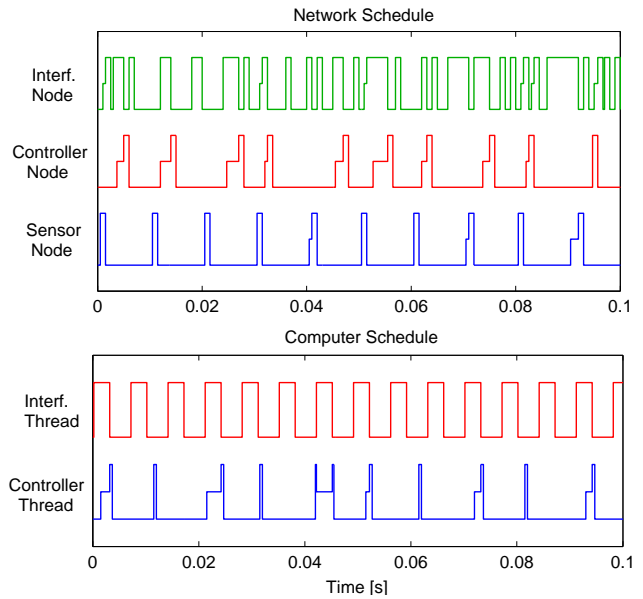 Network Schedule
Interf.
Node
Controller
Node
Sensor
Node
0 0.02 0.04 0.06 0.08 0.1
Computer Schedule
Interf.
Thread
Controller
Thread
0 0.02 0.04 0.06 0.08 0.1
Time [s]